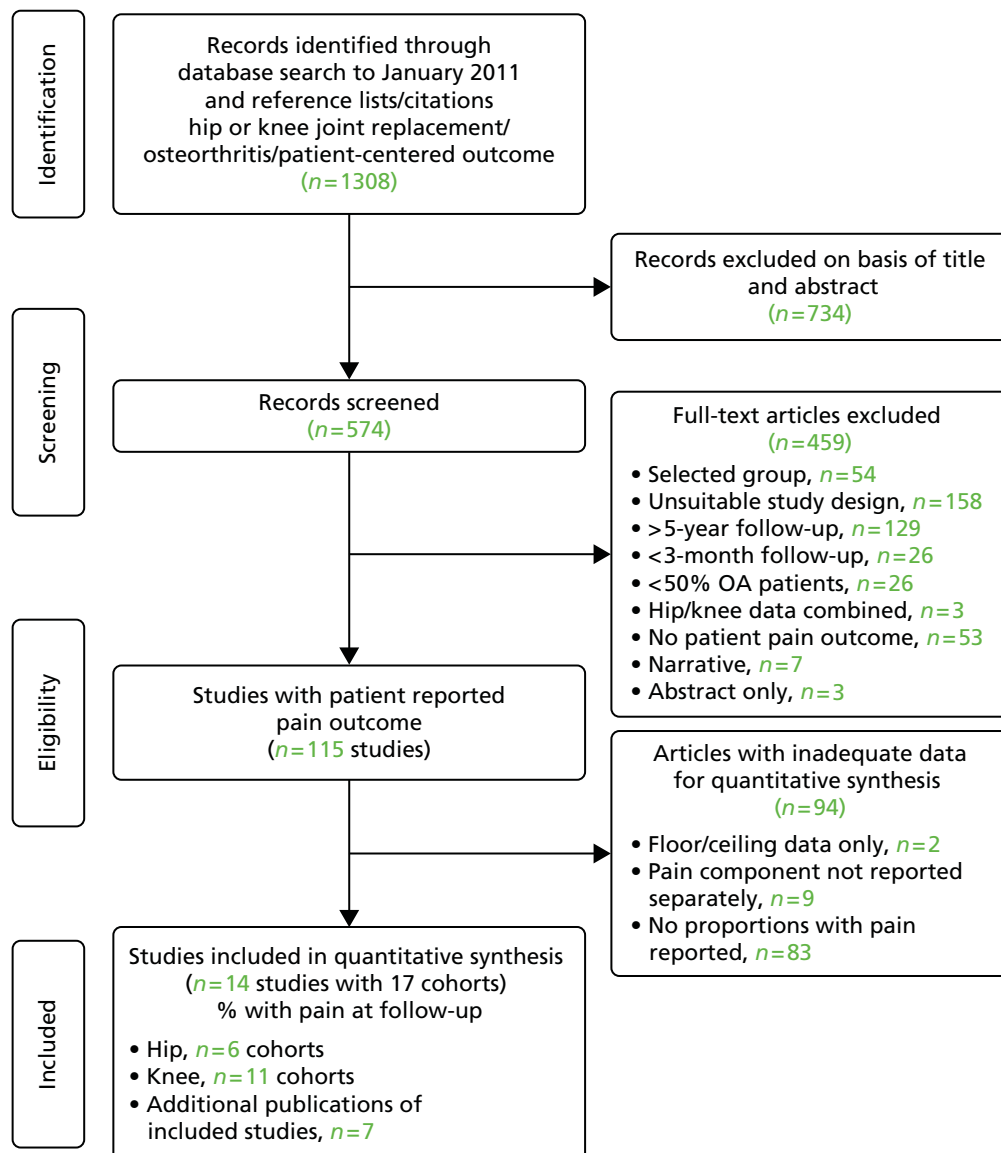 Identification
Records identified through
database search to January 2011
and reference lists/citations
hip or knee joint replacement/
osteorthritis/patient-centered outcome
(n=1308)
Records excluded on basis of title
and abstract
(n=734)
Screening
Records screened
(n=574)
Full-text articles excluded
(n=459)
• Selected group, n=54
• Unsuitable study design, n=158
• >5-year follow-up, n=129
• <3-month follow-up, n=26
• <50% OA patients, n=26
• Hip/knee data combined, n=3
• No patient pain outcome, n=53
• Narrative, n=7
• Abstract only, n=3
Eligibility
Studies with patient reported
pain outcome
(n=115 studies)
Articles with inadequate data
for quantitative synthesis
(n=94)
• Floor/ceiling data only, n=2
• Pain component not reported
separately, n=9
• No proportions with pain
reported, n=83
Included
Studies included in quantitative synthesis
(n=14 studies with 17 cohorts)
% with pain at follow-up
• Hip, n=6 cohorts
• Knee, n=11 cohorts
• Additional publications of
included studies, n=7